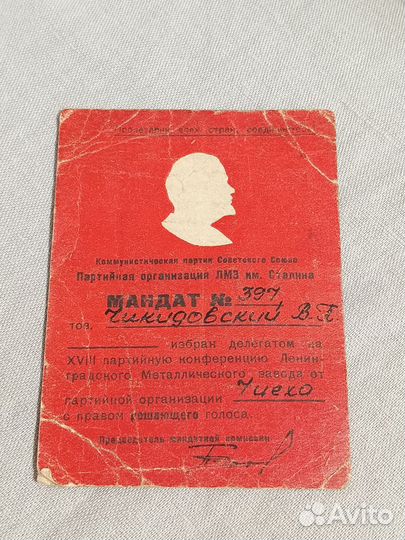 Пролетарии всех стран, соединяйтесь!
Коммунистическая партия Советского Союза
Партийная организация ЛМЗ им. Сталина
МАНДАТ № 397
тов. Чикидовский В.П.
избран делегатом на
XVIII партийную конференцию Ленин-
градского Металлического завода от
партийной организации 7 цеха
с правом решающего голоса.
Председатель мандатной комиссии
Avito